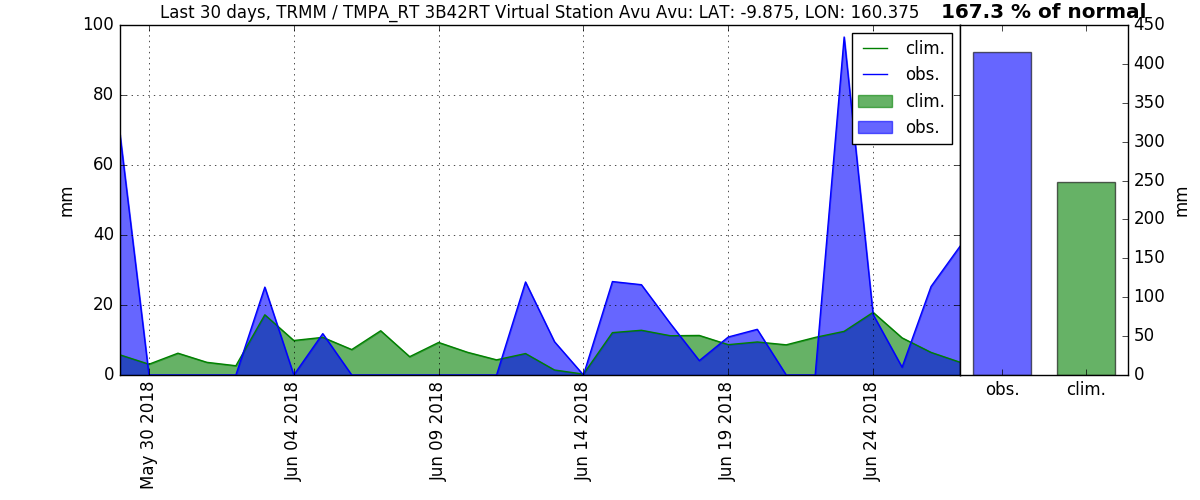 Last 30 days, TRMM / TMPA_RT 3B42RT Virtual Station Avu Avu: LAT: -9.875, LON: 160.375
167.3 % of normal
100
80
60
40
20
0
mm
clim.
obs.
clim.
obs.
May 30 2018
Jun 04 2018
Jun 09 2018
Jun 14 2018
Jun 19 2018
Jun 24 2018
450
400
350
300
250
200
150
100
50
0
mm
obs.
clim.